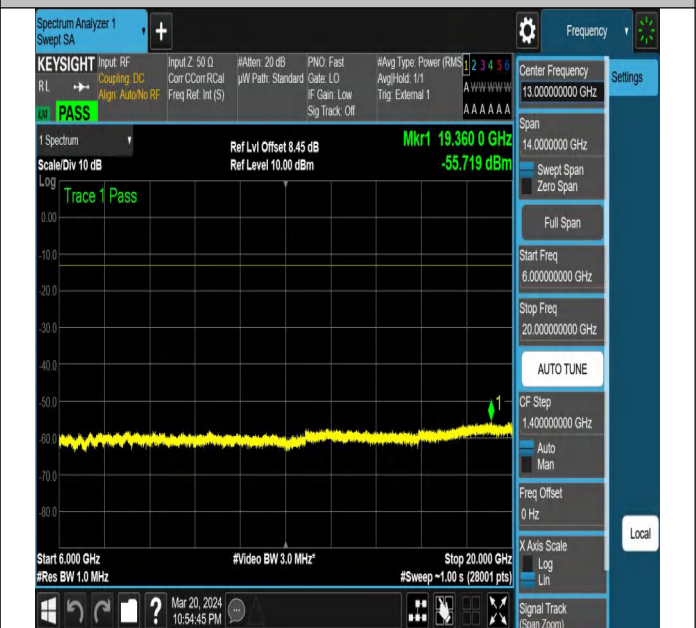 Spectrum Analyzer 1
Swept SA
+
Frequency
KEYSIGHT
RL
PASS
Input: RF
Coupling: DC
Align: Auto/No RF
Input Z: 50 Ω
Corr CCorr RCal
Freq Ref: Int (S)
#Atten: 20 dB
µW Path: Standard
PNO: Fast
Gate: LO
IF Gain: Low
Sig Track: Off
#Avg Type: Power (RMS
Avg|Hold: 1/1
Trig: External 1
1 2 3 4 5 6
A W W W W W
A A A A A A
1 Spectrum
Scale/Div 10 dB
Ref Lvl Offset 8.45 dB
Ref Level 10.00 dBm
Mkr1 19.360 0 GHz
-55.719 dBm
Log
Trace 1 Pass
0.00
-10.0
-20.0
-30.0
-40.0
-50.0
-60.0
-70.0
-80.0
1
Start 6.000 GHz
#Res BW 1.0 MHz
#Video BW 3.0 MHz*
Stop 20.000 GHz
#Sweep ~1.00 s (28001 pts)
Center Frequency
13.000000000 GHz
Settings
Span
14.0000000 GHz
Swept Span
Zero Span
Full Span
Start Freq
6.000000000 GHz
Stop Freq
20.000000000 GHz
AUTO TUNE
CF Step
1.400000000 GHz
Auto
Man
Freq Offset
0 Hz
X Axis Scale
Log
Lin
Signal Track
(Span Zoom)
Local
?
Mar 20, 2024
10:54:45 PM